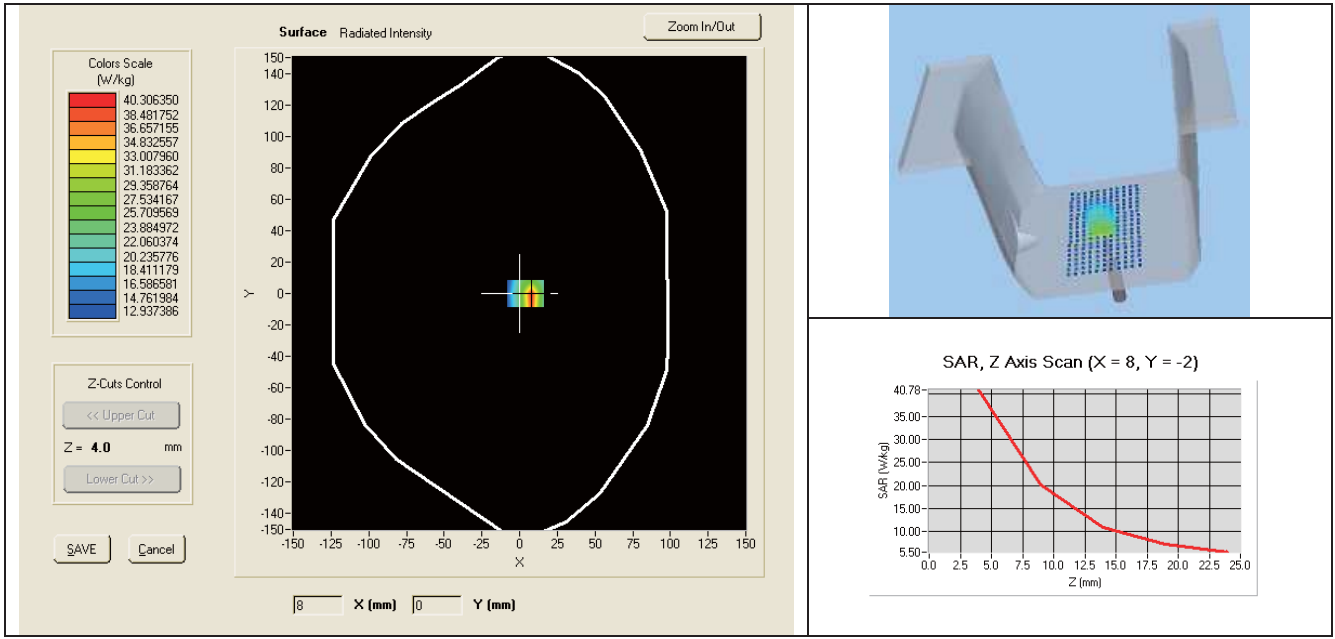 Surface Radiated Intensity
Zoom In/Out
Colors Scale
(W/kg)
40.306350
38.481752
36.657155
34.832557
33.007960
31.183362
29.358764
27.534167
25.709569
23.884972
22.060374
20.235776
18.411179
16.586581
14.761984
12.937386
Z-Cuts Control
<< Upper Cut
Z = 4.0 mm
Lower Cut >>
SAVE
Cancel
150
140
120
100
80
60
40
20
0
-20
-40
-60
-80
-100
-120
-140
-150
Y
-150 -125 -100 -75 -50 -25 0 25 50 75 100 125 150
X
8 X (mm) 0 Y (mm)
SAR, Z Axis Scan (X = 8, Y = -2)
40.78
35.00
30.00
25.00
20.00
15.00
10.00
5.50
SAR (W/kg)
0.0 2.5 5.0 7.5 10.0 12.5 15.0 17.5 20.0 22.5 25.0
Z (mm)